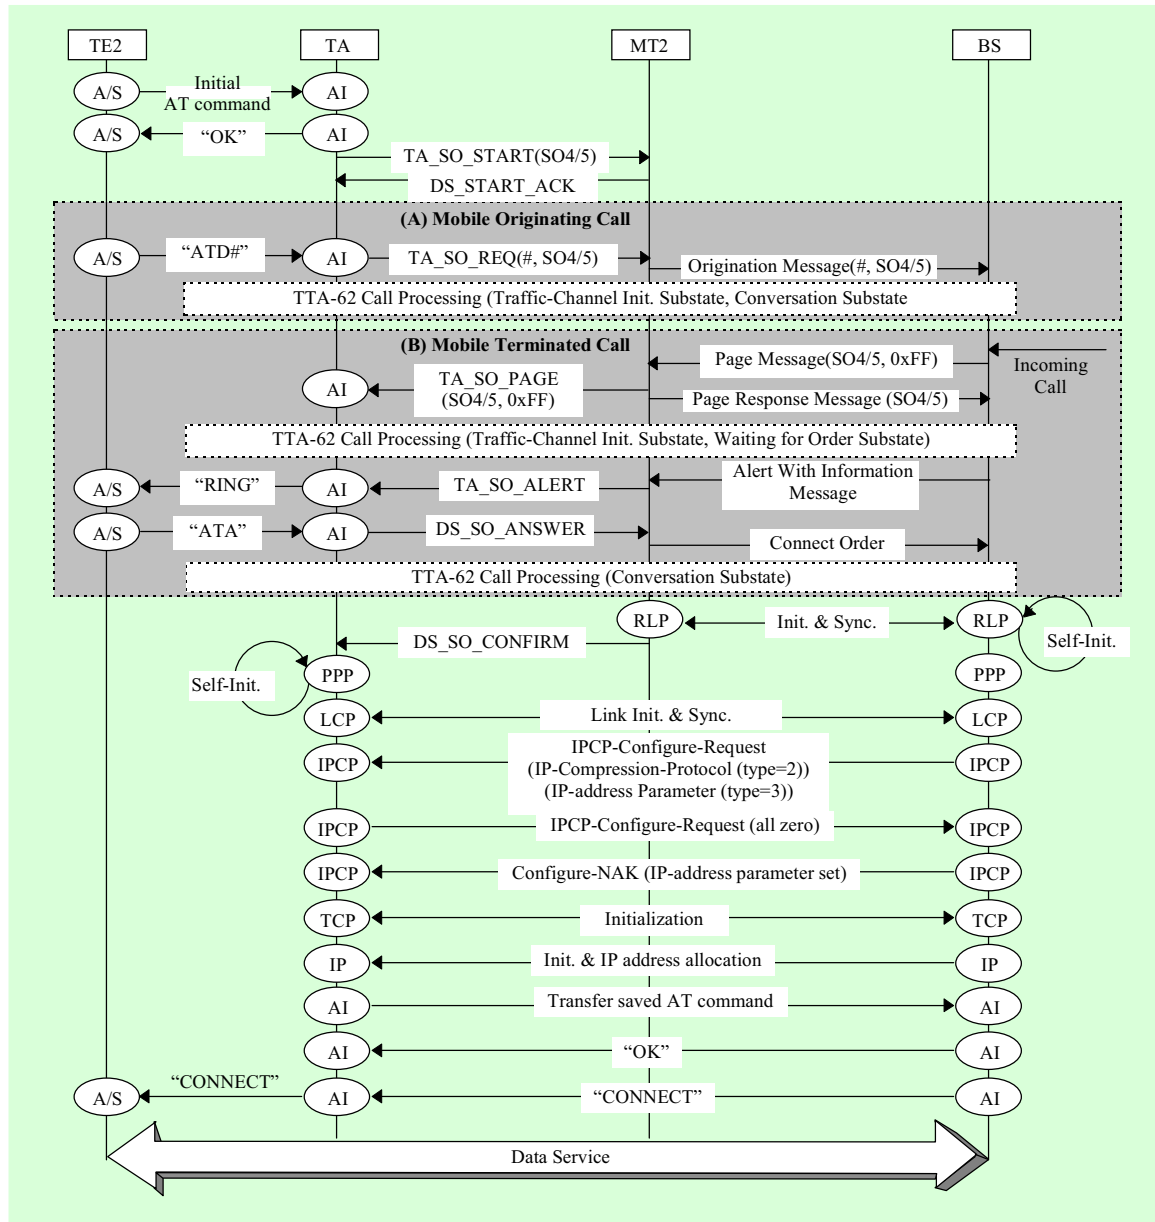 TE2
TA
MT2
BS
A/S
Initial
AT command
AI
A/S
“OK”
AI
TA_SO_START(SO4/5)
DS_START_ACK
(A) Mobile Originating Call
A/S
“ATD#”
AI
TA_SO_REQ(#, SO4/5)
Origination Message(#, SO4/5)
TTA-62 Call Processing (Traffic-Channel Init. Substate, Conversation Substate
(B) Mobile Terminated Call
Page Message(SO4/5, 0xFF)
Incoming
Call
AI
TA_SO_PAGE
(SO4/5, 0xFF)
Page Response Message (SO4/5)
TTA-62 Call Processing (Traffic-Channel Init. Substate, Waiting for Order Substate)
A/S
“RING”
AI
TA_SO_ALERT
Alert With Information
Message
A/S
“ATA”
AI
DS_SO_ANSWER
Connect Order
TTA-62 Call Processing (Conversation Substate)
RLP
Init. & Sync.
RLP
Self-Init.
DS_SO_CONFIRM
Self-Init.
PPP
PPP
LCP
Link Init. & Sync.
LCP
IPCP
IPCP-Configure-Request
(IP-Compression-Protocol (type=2))
(IP-address Parameter (type=3))
IPCP
IPCP
IPCP-Configure-Request (all zero)
IPCP
IPCP
Configure-NAK (IP-address parameter set)
IPCP
TCP
Initialization
TCP
IP
Init. & IP address allocation
IP
AI
Transfer saved AT command
AI
AI
“OK”
AI
A/S
“CONNECT”
AI
“CONNECT”
AI
Data Service